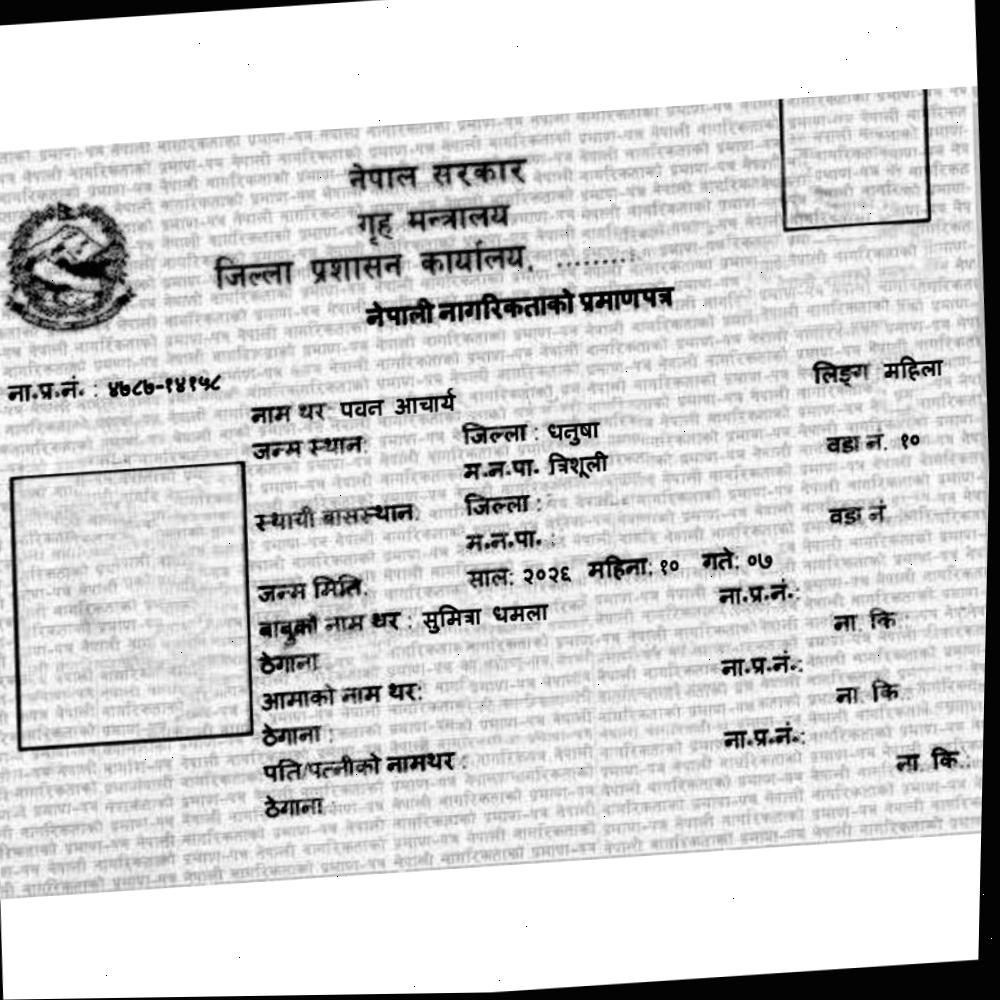 नेपाल सरकार
गृह मन्त्रालय
जिल्ला प्रशासन कार्यालय, .........
नेपाली नागरिकताको प्रमाणपत्र
ना.प्र.नं. : ४७८७-१४१५८
लिङ्ग महिला
नाम थर पवन आचार्य
जन्म स्थान: जिल्ला : धनुषा वडा नं. १०
म.न.पा. त्रिशूली
स्थायी बासस्थान: जिल्ला : वडा नं
म.न.पा. :
जन्म मिति: साल: २०२६ महिना: १० गते: ०७
बाबुको नाम थर : सुमित्रा धमला ना.प्र.नं.:
ठेगाना ना. कि :
आमाको नाम थर: ना.प्र.नं.:
ठेगाना : ना कि
पति/पत्नीको नामथर : ना.प्र.नं.:
ठेगाना : ना कि.: